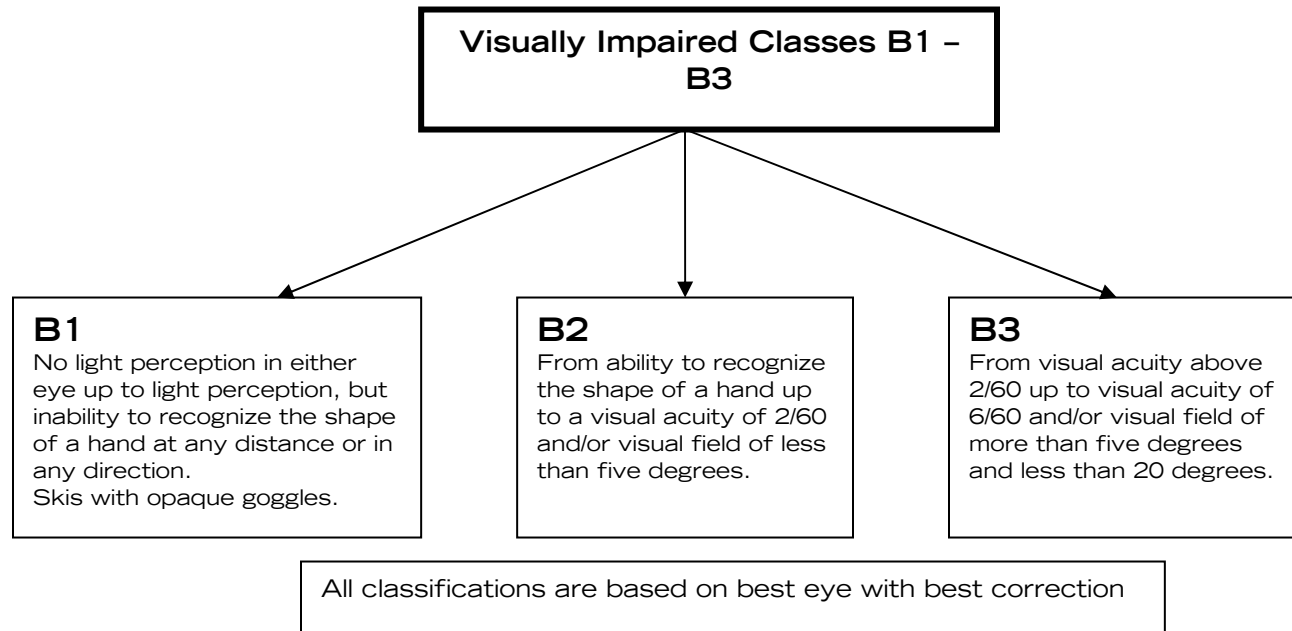 Visually Impaired Classes B1 –
B3
B1
No light perception in either
eye up to light perception, but
inability to recognize the shape
of a hand at any distance or in
any direction.
Skis with opaque goggles.
B2
From ability to recognize
the shape of a hand up
to a visual acuity of 2/60
and/or visual field of less
than five degrees.
B3
From visual acuity above
2/60 up to visual acuity of
6/60 and/or visual field of
more than five degrees
and less than 20 degrees.
All classifications are based on best eye with best correction